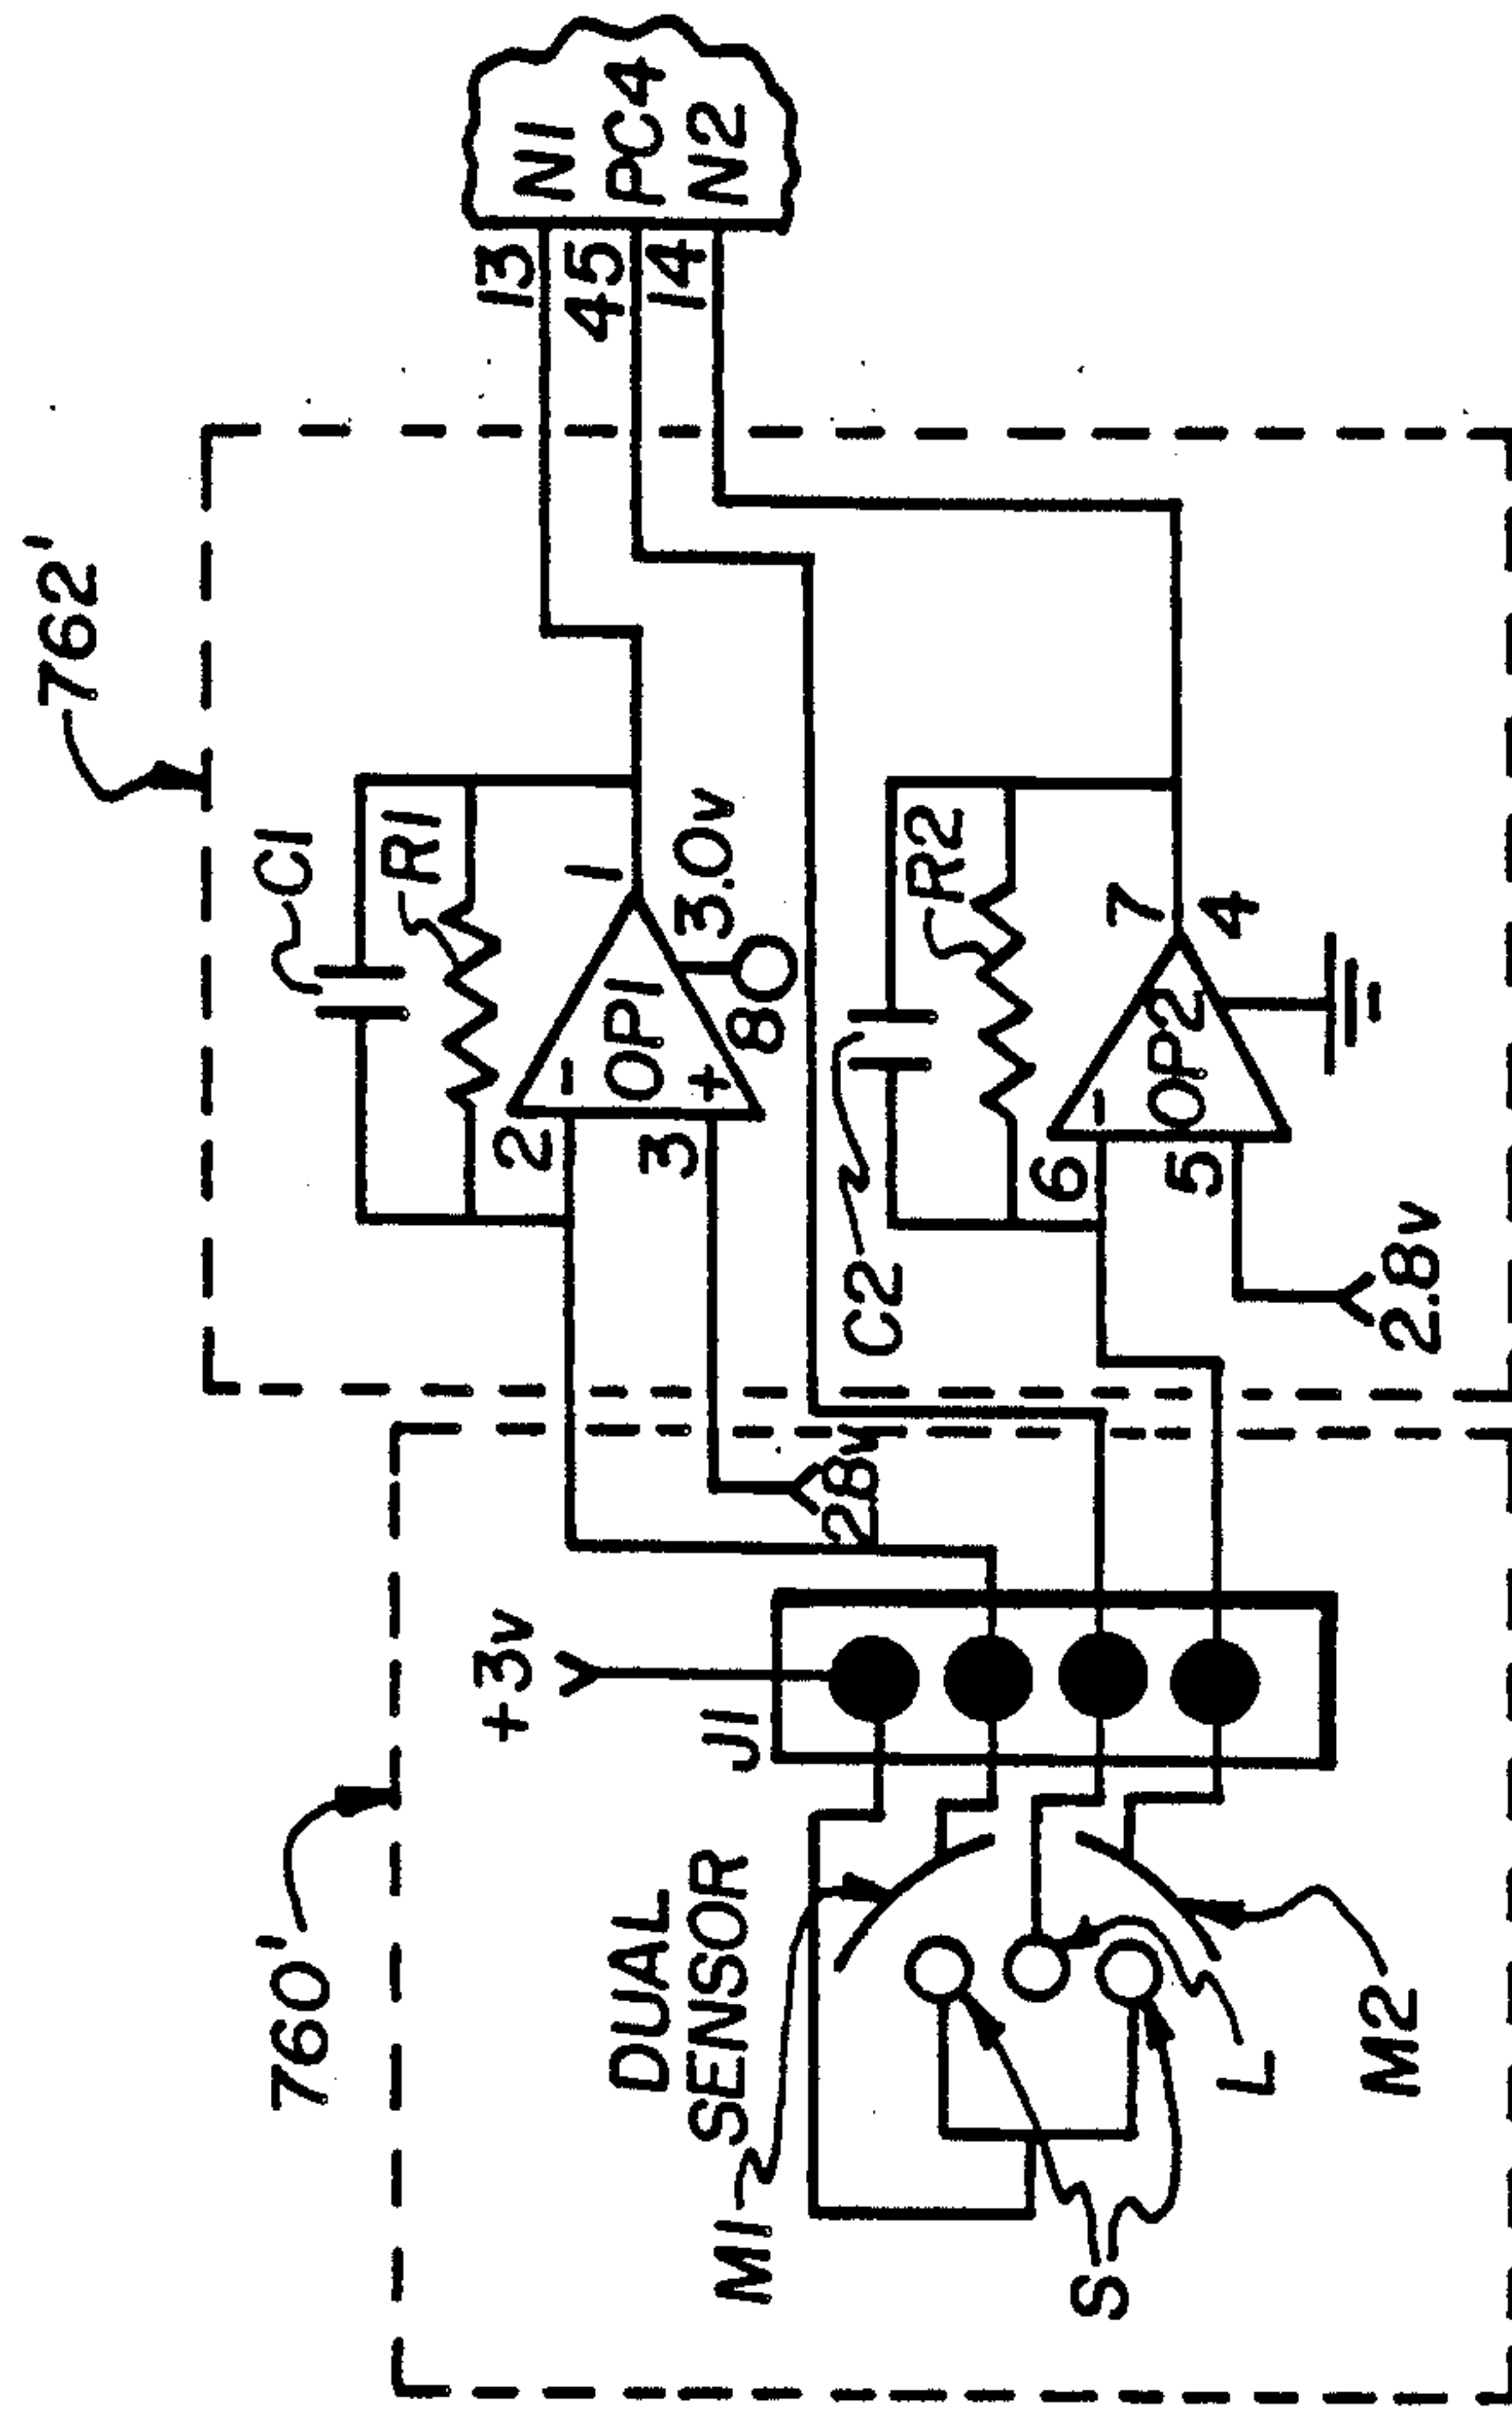 762'
C1
R1
2
-
OP1
3
+
1
3.0v
8
13
N1
45
PC4
14
N2
C2
R2
6
-
OP2
5
7
4
2.8v
2.8v
760'
+3v
J1
DUAL
SENSOR
M1
S
L
M2